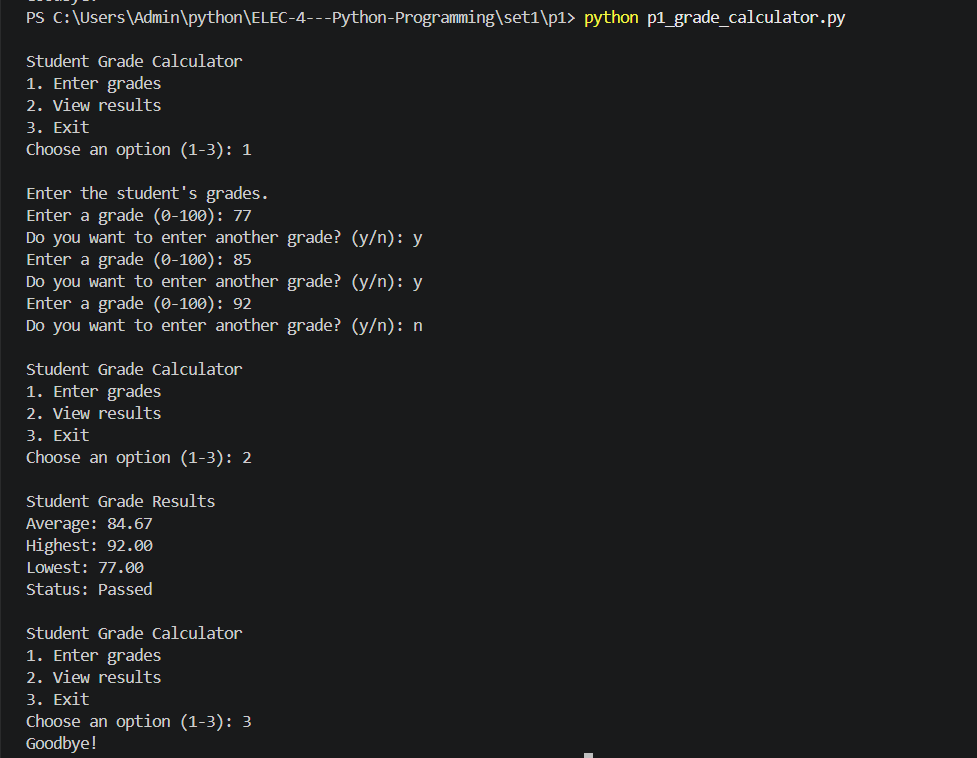 PS C:\Users\Admin\python\ELEC-4---Python-Programming\set1\p1> python p1_grade_calculator.py
Student Grade Calculator
1. Enter grades
2. View results
3. Exit
Choose an option (1-3): 1
Enter the student's grades.
Enter a grade (0-100): 77
Do you want to enter another grade? (y/n): y
Enter a grade (0-100): 85
Do you want to enter another grade? (y/n): y
Enter a grade (0-100): 92
Do you want to enter another grade? (y/n): n
Student Grade Calculator
1. Enter grades
2. View results
3. Exit
Choose an option (1-3): 2
Student Grade Results
Average: 84.67
Highest: 92.00
Lowest: 77.00
Status: Passed
Student Grade Calculator
1. Enter grades
2. View results
3. Exit
Choose an option (1-3): 3
Goodbye!